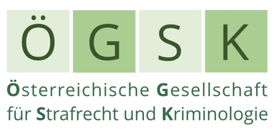 ÖGSK
Österreichische Gesellschaft
für Strafrecht und Kriminologie